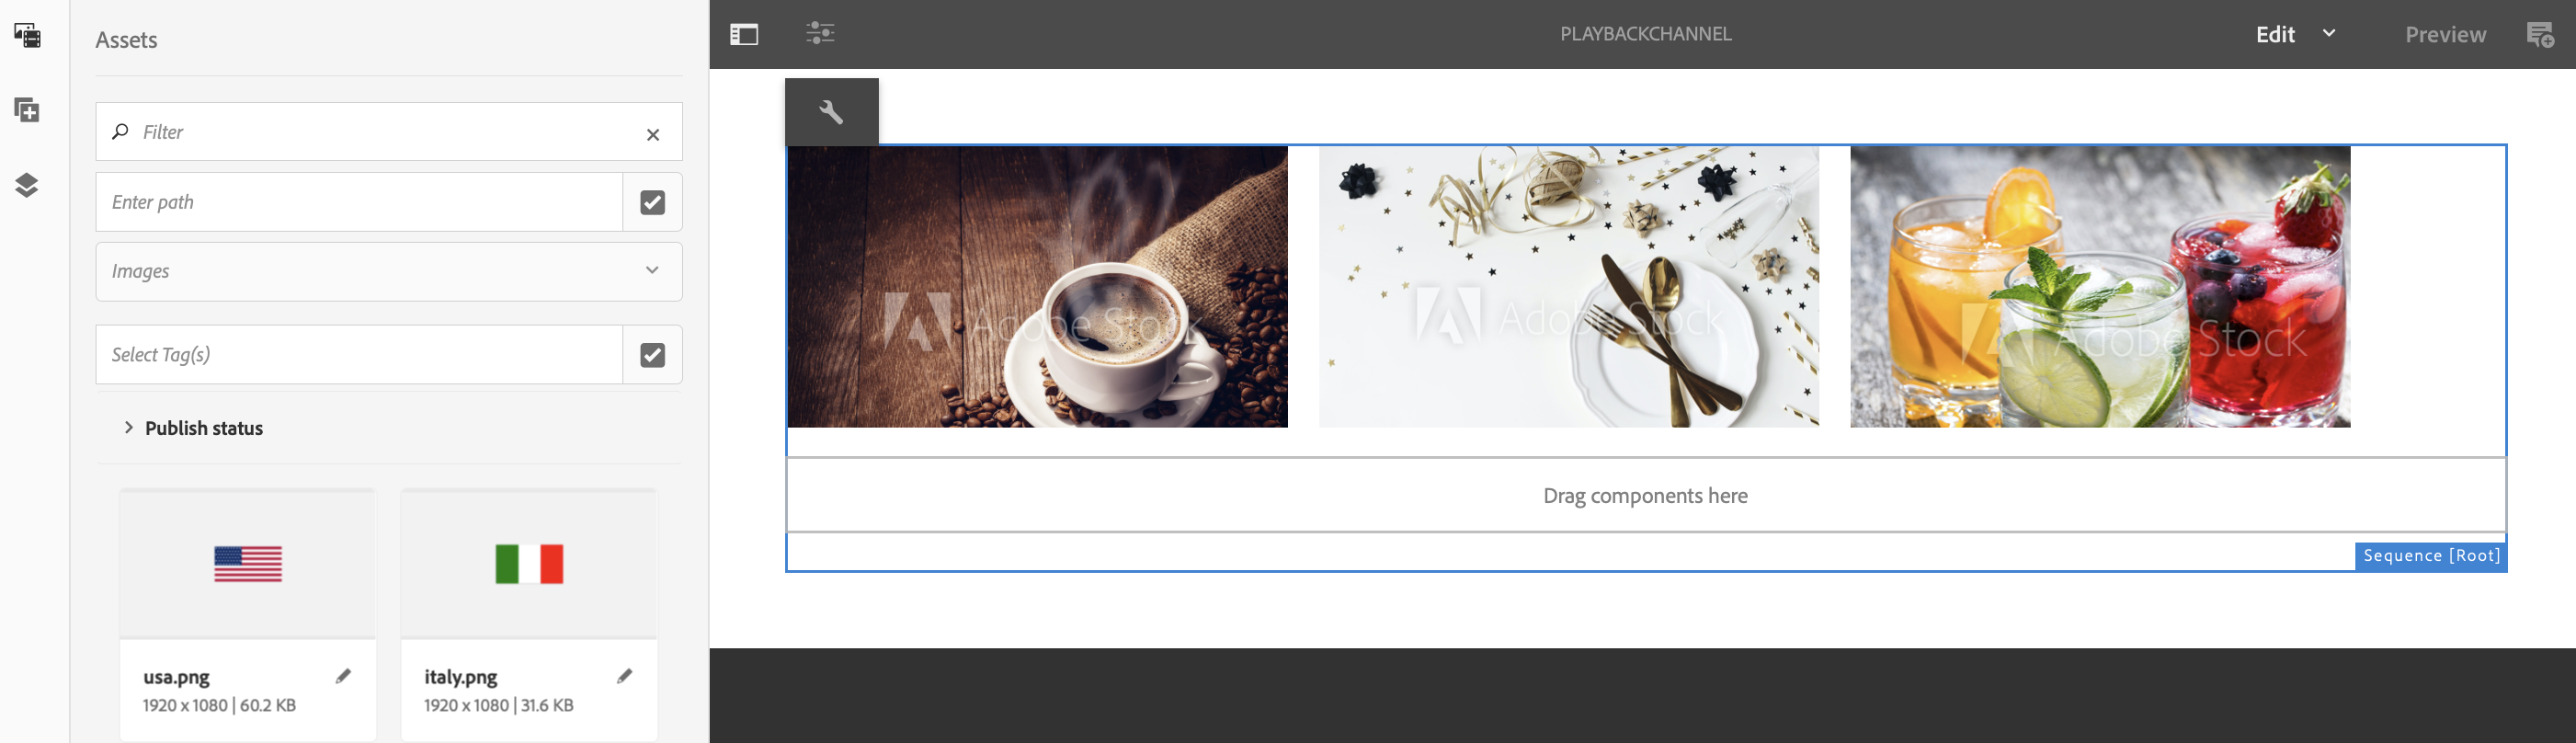 Assets
Filter
Enter path
Images
Select Tag(s)
Publish status
usa.png
1920 x 1080 | 60.2 KB
italy.png
1920 x 1080 | 31.6 KB
PLAYBACKCHANNEL
Edit
Preview
Adobe Stock
Adobe Stock
Adobe Stock
Drag components here
Sequence [Root]